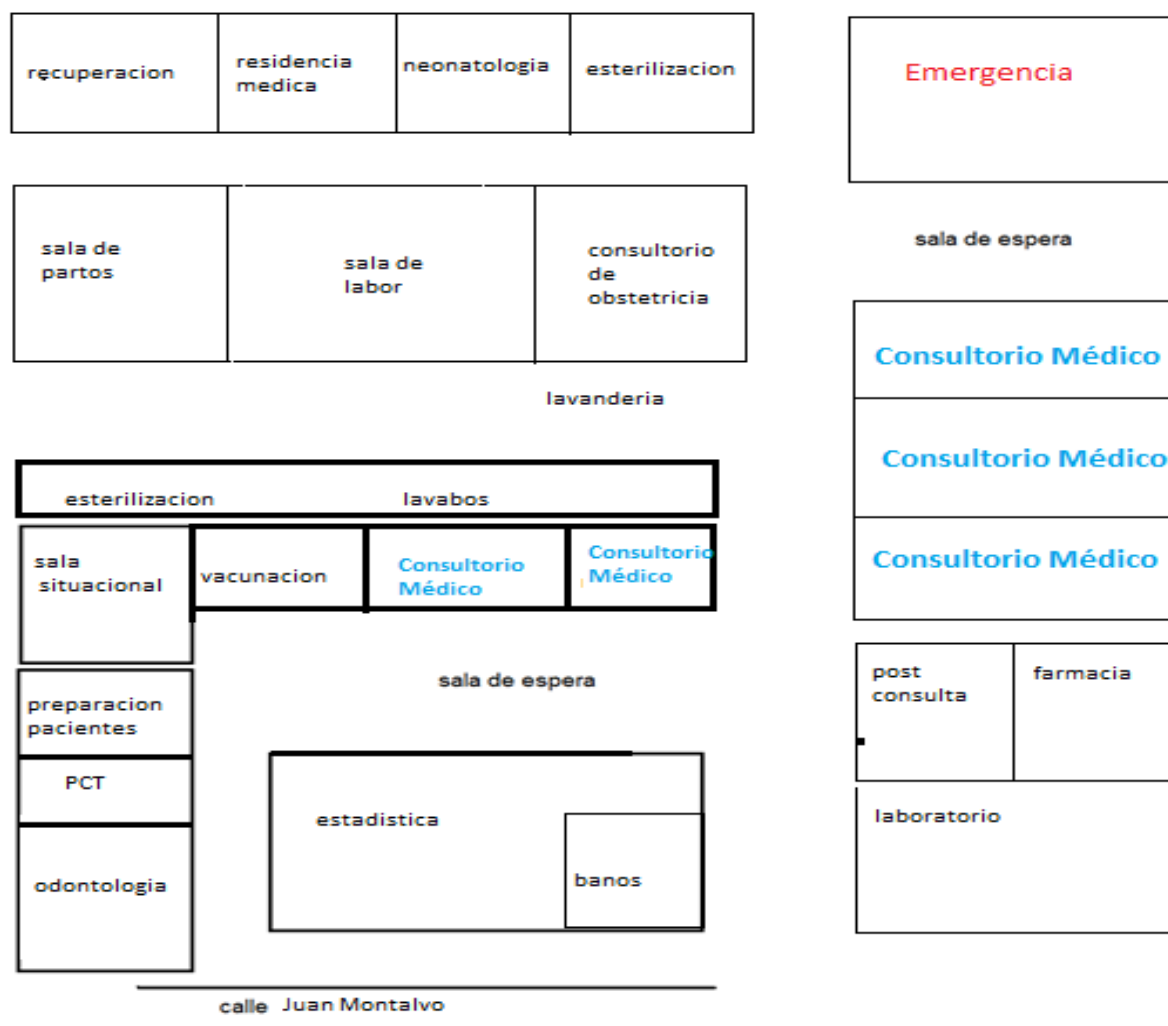 recuperacion
residencia
medica
neonatologia
esterilizacion
Emergencia
sala de
partos
sala de
labor
consultorio
de
obstetricia
sala de espera
lavanderia
Consultorio Médico
Consultorio Médico
Consultorio Médico
esterilizacion
lavabos
sala
situacional
vacunacion
Consultorio
Médico
Consultorio
Médico
sala de espera
preparacion
pacientes
PCT
odontologia
estadistica
banos
post
consulta
farmacia
laboratorio
calle Juan Montalvo